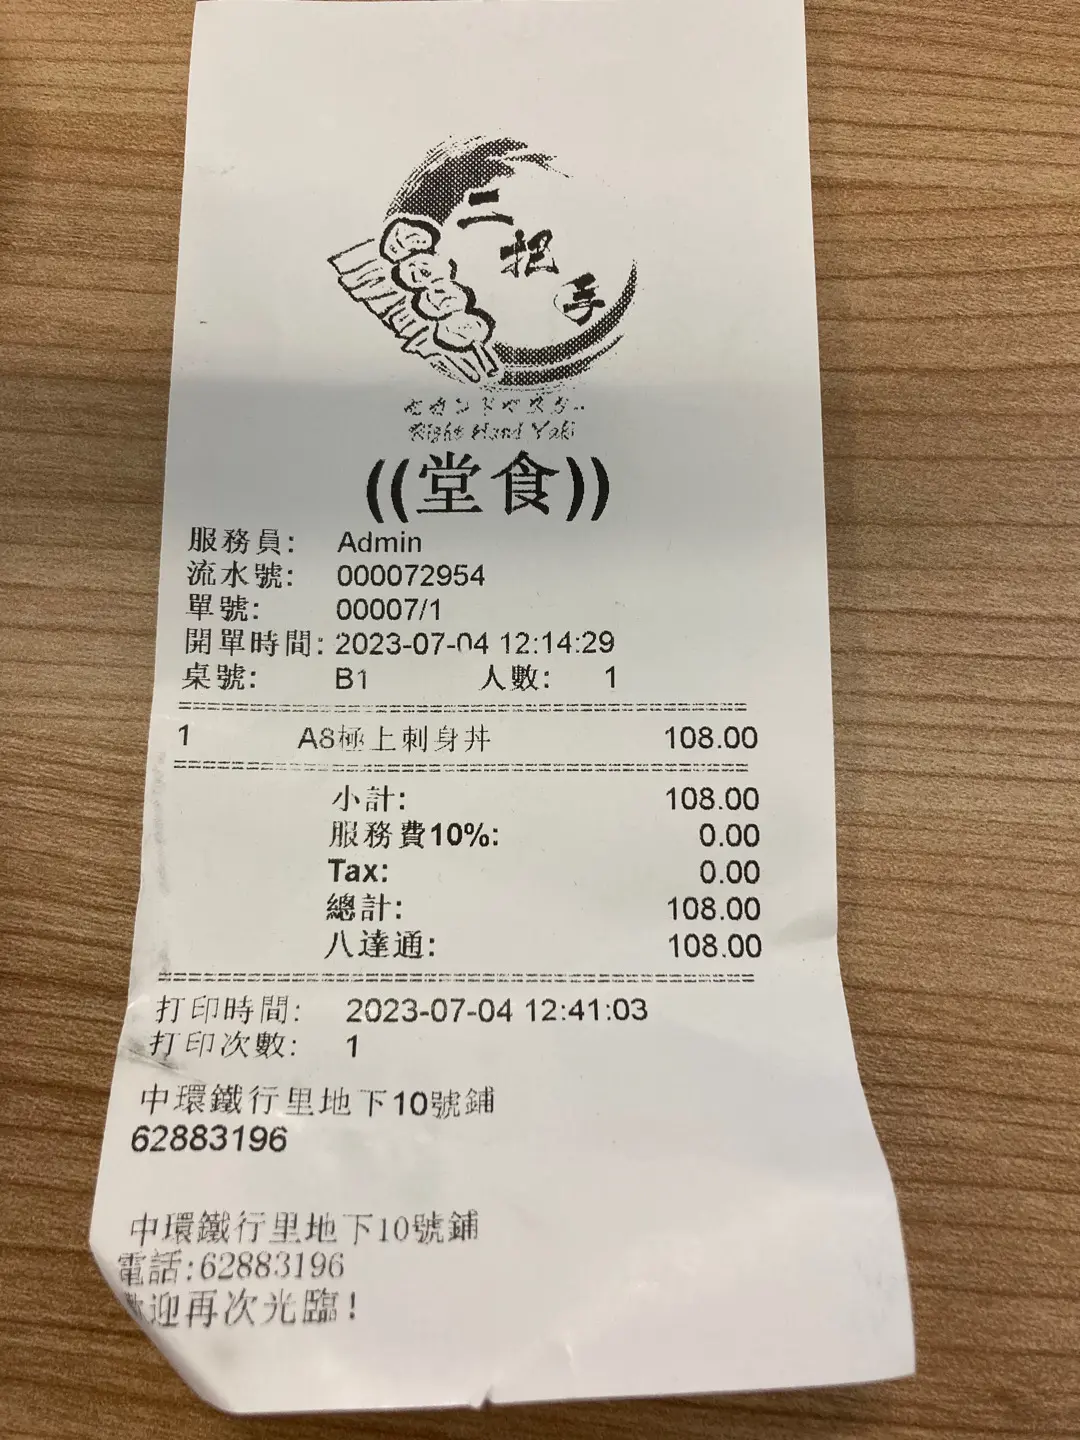 二把手
Right Hand Yaki
((堂食))
服務員: Admin
流水號: 000072954
單號: 00007/1
開單時間: 2023-07-04 12:14:29
桌號: B1 人數: 1
1 A8極上刺身丼 108.00
小計: 108.00
服務費10%: 0.00
Tax: 0.00
總計: 108.00
八達通: 108.00
打印時間: 2023-07-04 12:41:03
打印次數: 1
中環鐵行里地下10號鋪
62883196
中環鐵行里地下10號鋪
電話:62883196
歡迎再次光臨!